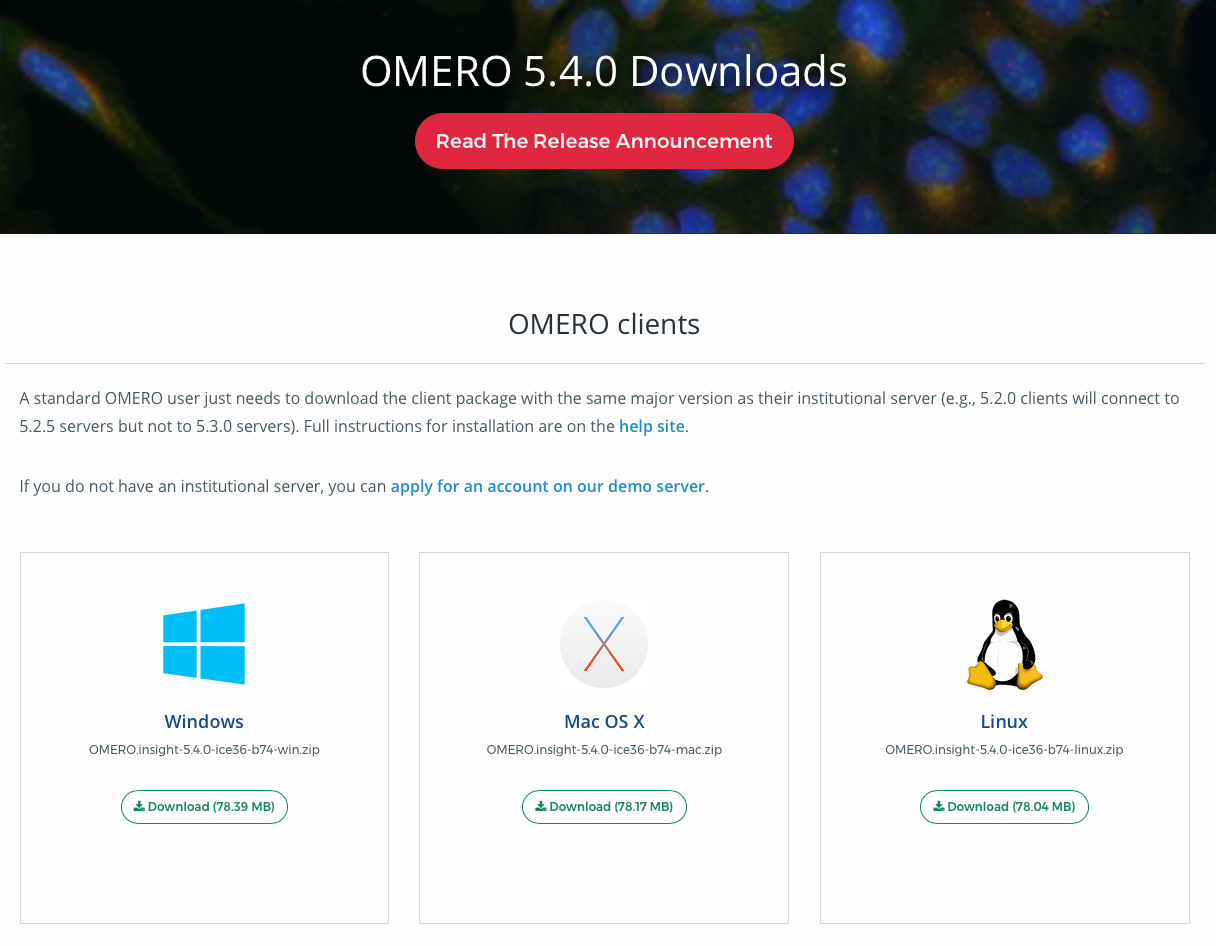 OMERO 5.4.0 Downloads
Read The Release Announcement
OMERO clients
A standard OMERO user just needs to download the client package with the same major version as their institutional server (e.g., 5.2.0 clients will connect to
5.2.5 servers but not to 5.3.0 servers). Full instructions for installation are on the help site.
If you do not have an institutional server, you can apply for an account on our demo server.
Windows
OMERO.insight-5.4.0-ice36-b74-win.zip
Download (78.39 MB)
Mac OS X
OMERO.insight-5.4.0-ice36-b74-mac.zip
Download (78.17 MB)
Linux
OMERO.insight-5.4.0-ice36-b74-linux.zip
Download (78.04 MB)